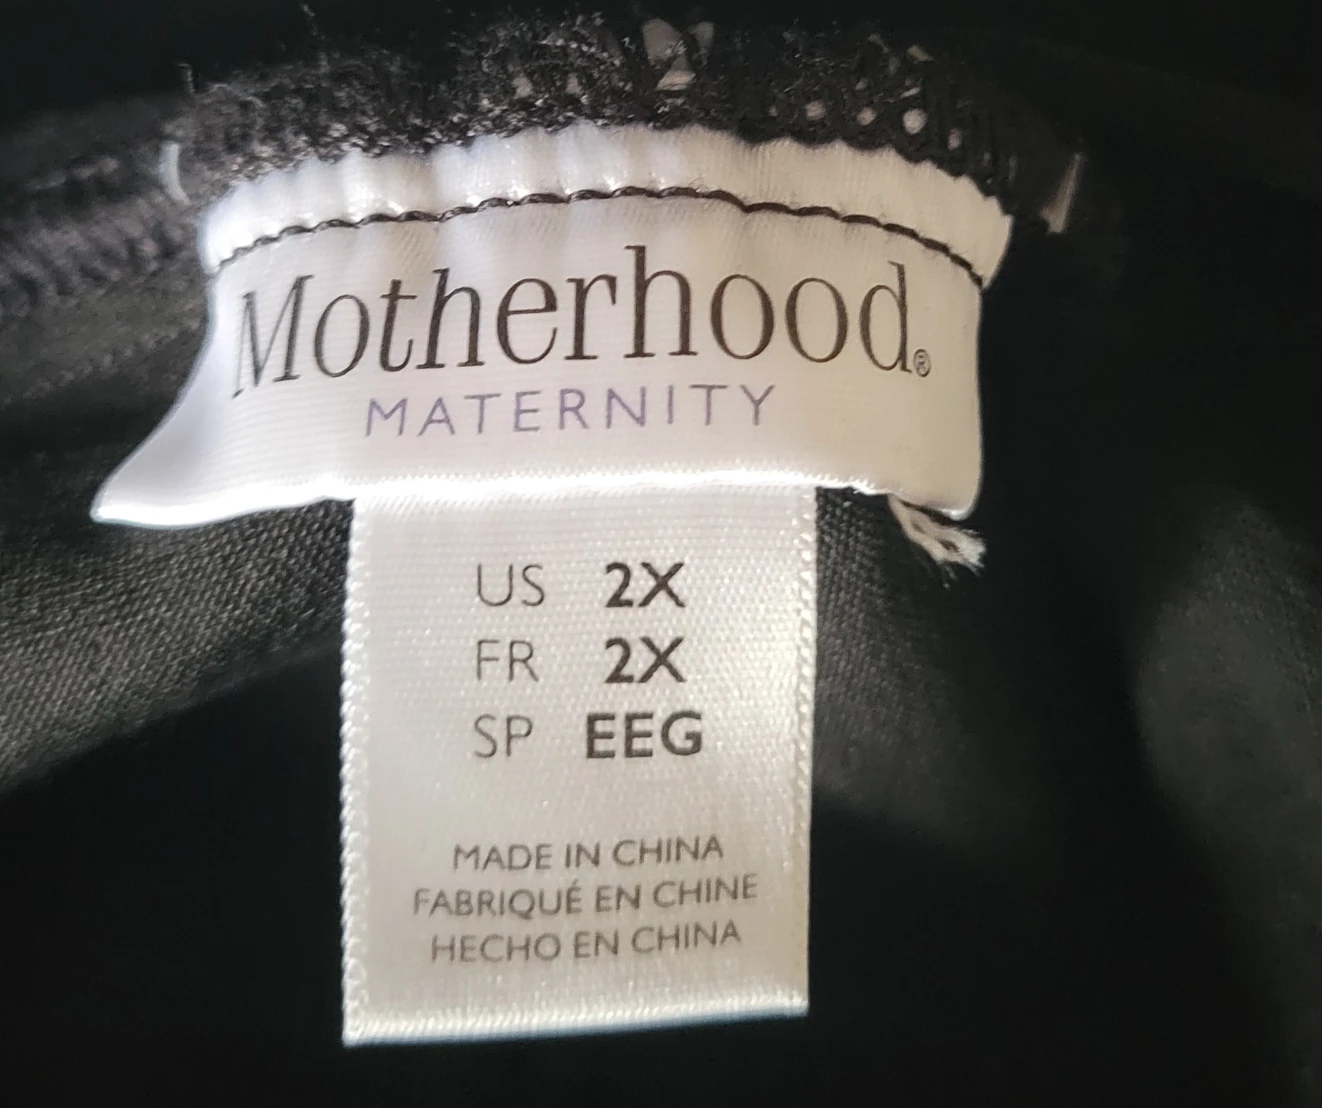 Motherhood®
MATERNITY
US 2X
FR 2X
SP EEG
MADE IN CHINA
FABRIQUÉ EN CHINE
HECHO EN CHINA